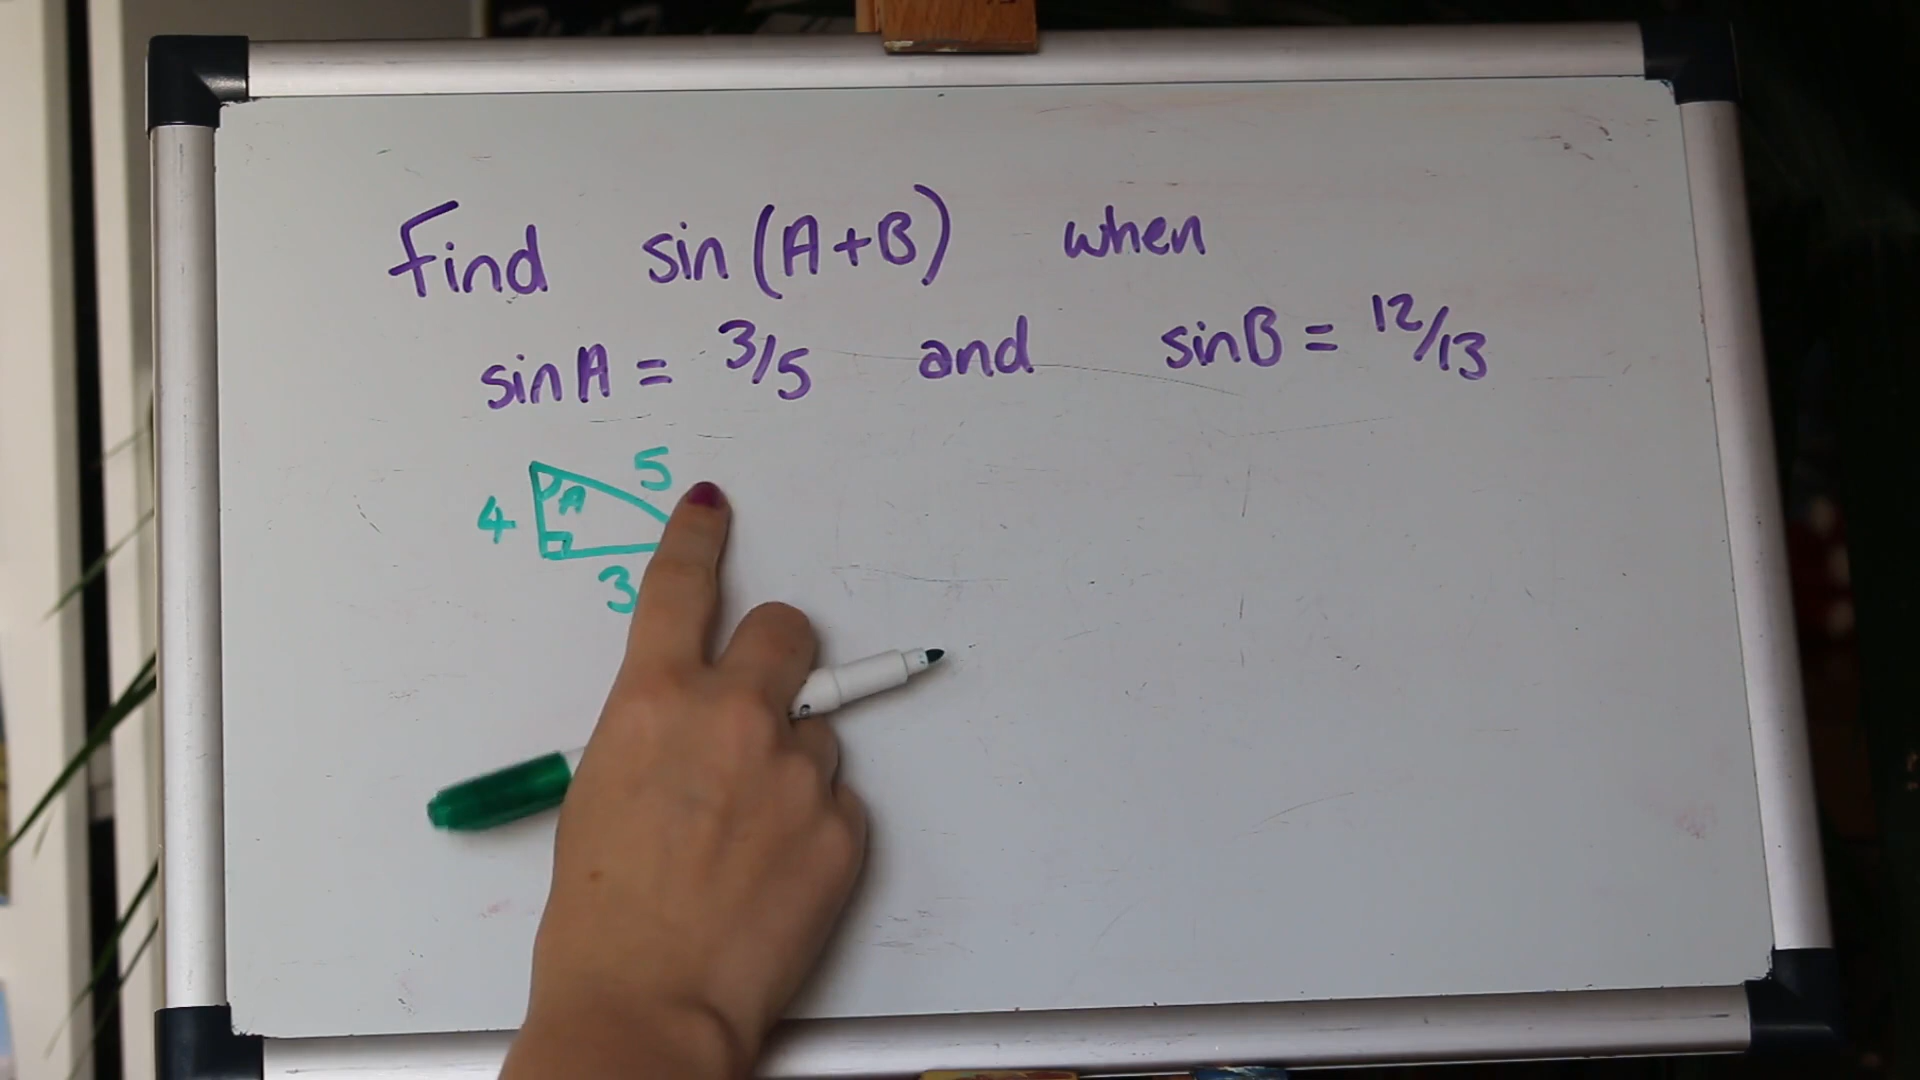 Find sin(A+B) when
sinA = 3/5 and sinB = 12/13
5
4
A
3